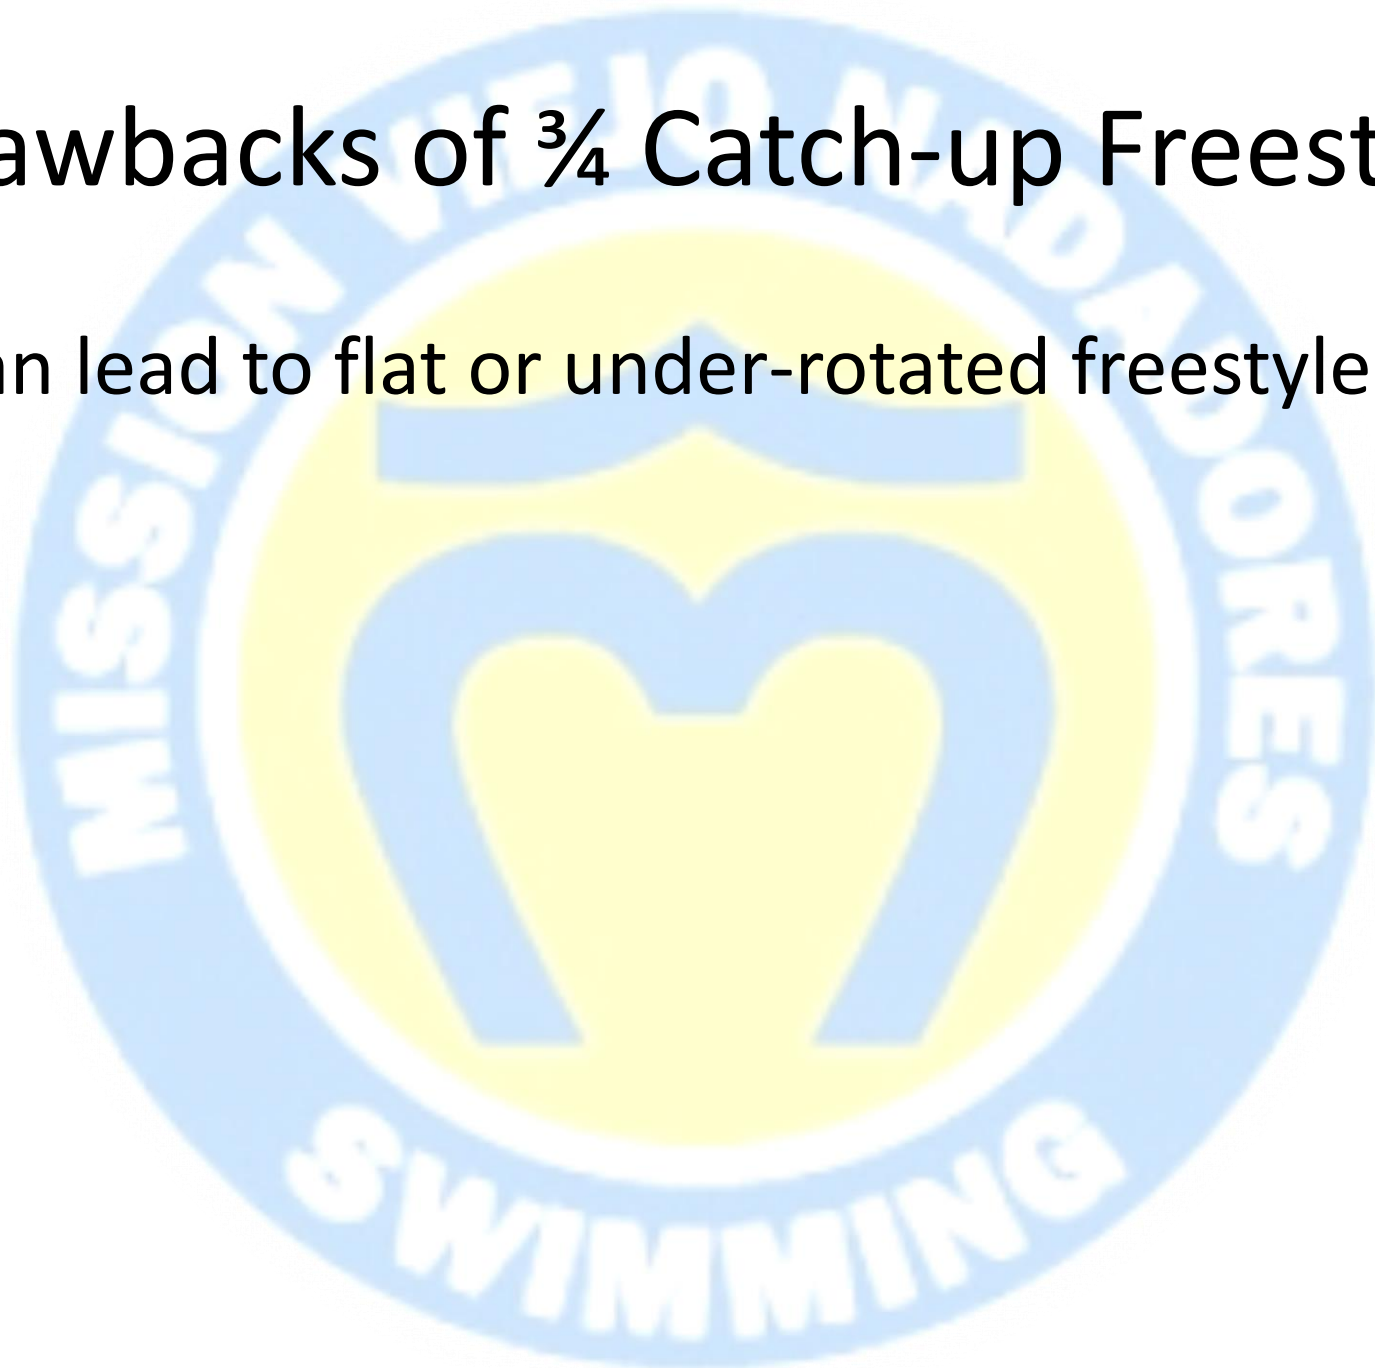 awbacks of ¾ Catch-up Freest
an lead to flat or under-rotated freestyle
MISSION VIEJO NADADORES
SWIMMING